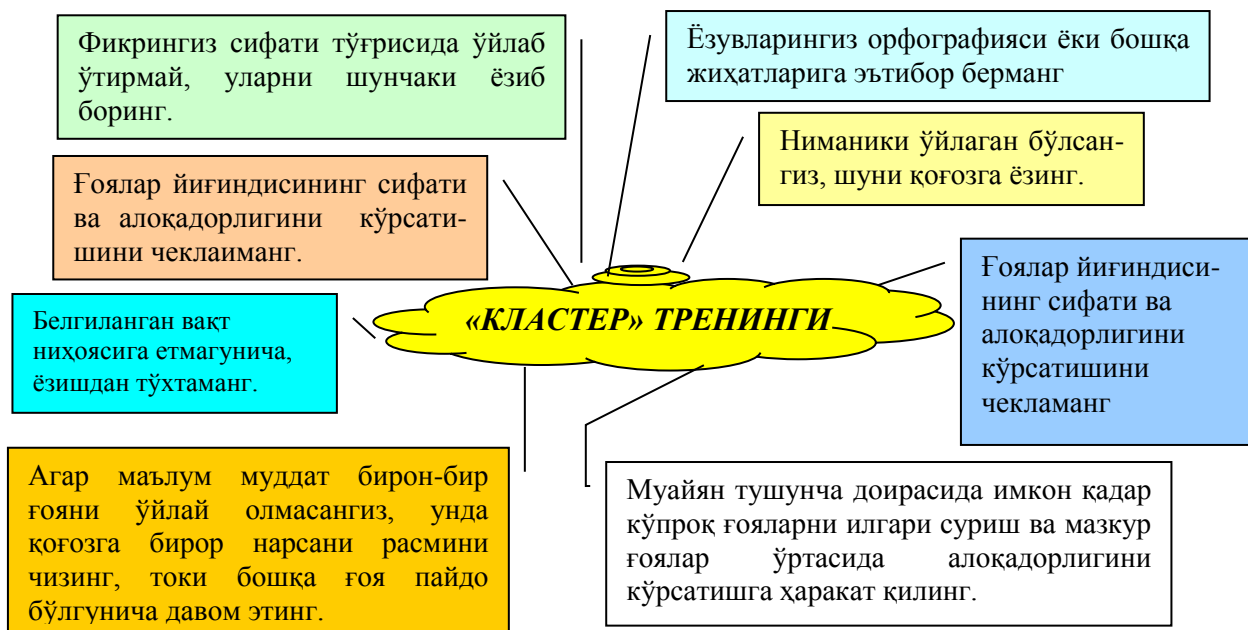 Фикрингиз сифати тўғрисида ўйлаб
ўтирмай, уларни шунчаки ёзиб
боринг.
Ёзувларингиз орфографияси ёки бошқа
жиҳатларига эътибор берманг
Ниманики ўйлаган бўлсан-
гиз, шуни қоғозга ёзинг.
Ғоялар йиғиндисининг сифати
ва алоқадорлигини кўрсати-
шини чеклаиманг.
Ғоялар йиғиндиси-
нинг сифати ва
алоқадорлигини
кўрсатишини
чекламанг
«КЛАСТЕР» ТРЕНИНГИ
Белгиланган вақт
ниҳоясига етмагунича,
ёзишдан тўхтаманг.
Агар маълум муддат бирон-бир
ғояни ўйлай олмасангиз, унда
қоғозга бирор нарсани расмини
чизинг, токи бошқа ғоя пайдо
бўлгунича давом этинг.
Муайян тушунча доирасида имкон қадар
кўпроқ ғояларни илгари суриш ва мазкур
ғоялар ўртасида алоқадорлигини
кўрсатишга ҳаракат қилинг.